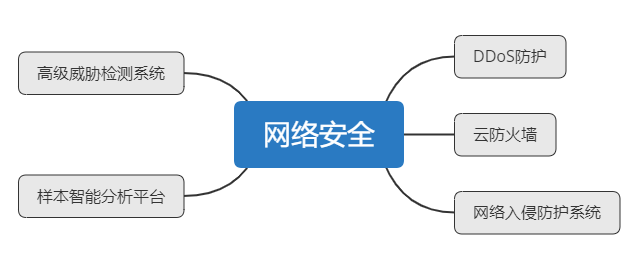 高级威胁检测系统
样本智能分析平台
网络安全
DDoS防护
云防火墙
网络入侵防护系统